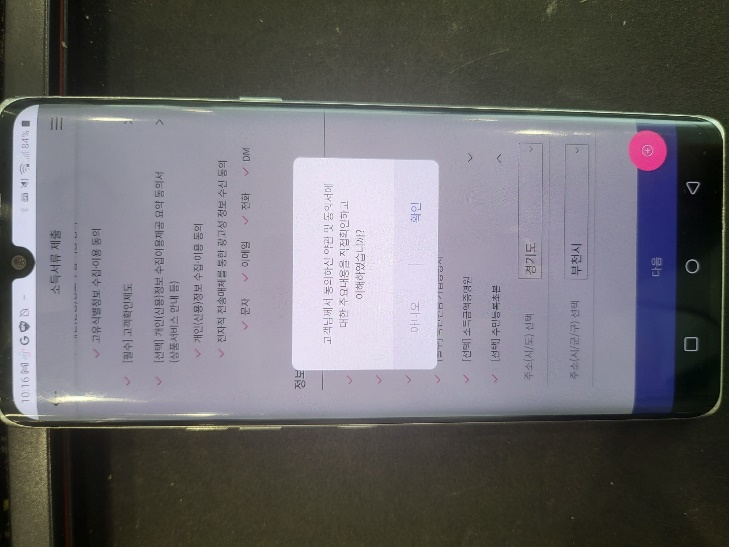 10:16
84%
소득서류 제출
고유식별정보 수집·이용 동의
[필수] 고객확인제도
[선택] 개인(신용)정보 수집이용제공 요약 동의서
(상품서비스 안내 등)
개인(신용)정보 수집·이용 동의
전자적 전송매체를 통한 광고성 정보 수신 동의
문자 이메일 전화 DM
정보
고객님께서 동의하신 약관 및 동의서에
대한 주요내용을 직접확인하고
이해하였습니까?
아니오
확인
[선택] 소득금액증명원
[선택] 주민등록초본
주소(시/도) 선택
경기도
주소(시/군/구) 선택
부천시
다음